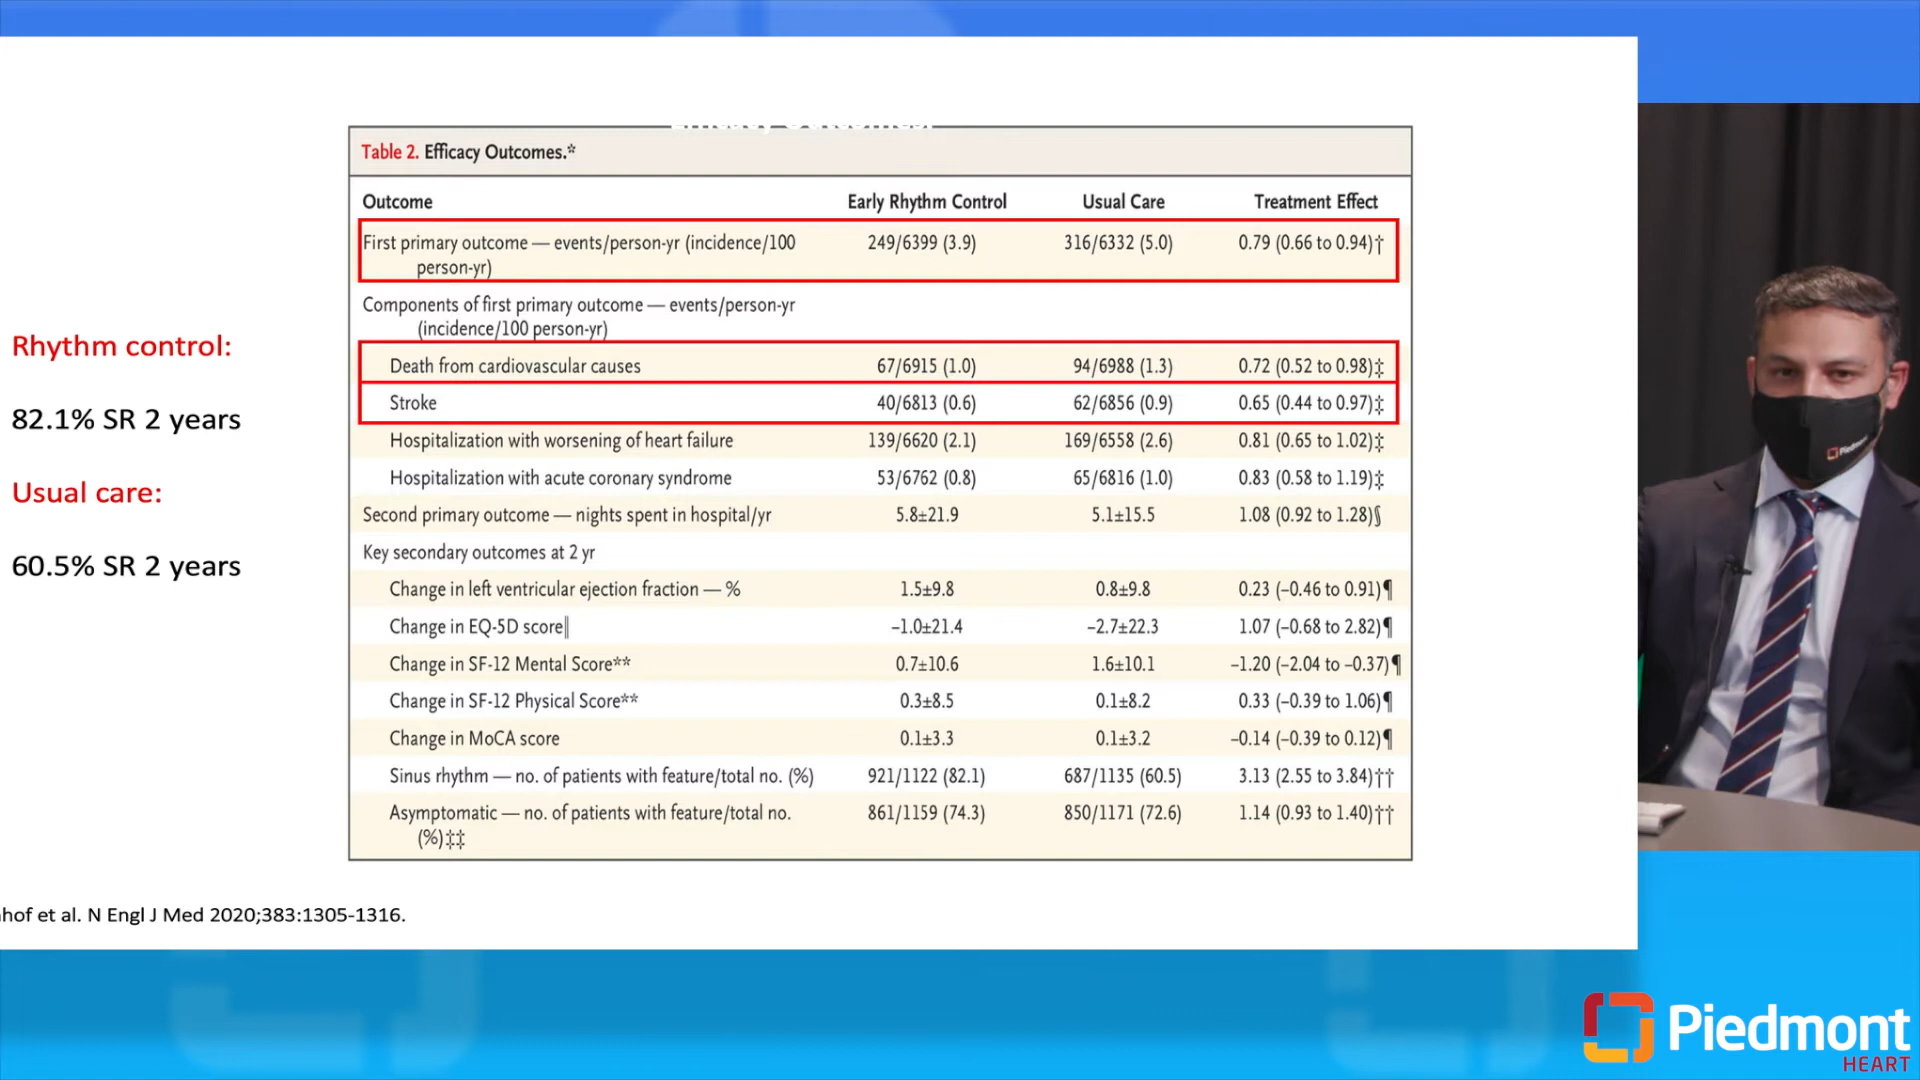 Table 2. Efficacy Outcomes.*
Outcome Early Rhythm Control Usual Care Treatment Effect
First primary outcome — events/person-yr (incidence/100 249/6399 (3.9) 316/6332 (5.0) 0.79 (0.66 to 0.94)†
person-yr)
Components of first primary outcome — events/person-yr
(incidence/100 person-yr)
Death from cardiovascular causes 67/6915 (1.0) 94/6988 (1.3) 0.72 (0.52 to 0.98)‡
Stroke 40/6813 (0.6) 62/6856 (0.9) 0.65 (0.44 to 0.97)‡
Hospitalization with worsening of heart failure 139/6620 (2.1) 169/6558 (2.6) 0.81 (0.65 to 1.02)‡
Hospitalization with acute coronary syndrome 53/6762 (0.8) 65/6816 (1.0) 0.83 (0.58 to 1.19)‡
Second primary outcome — nights spent in hospital/yr 5.8±21.9 5.1±15.5 1.08 (0.92 to 1.28)§
Key secondary outcomes at 2 yr
Change in left ventricular ejection fraction — % 1.5±9.8 0.8±9.8 0.23 (–0.46 to 0.91)¶
Change in EQ-5D score‖ –1.0±21.4 –2.7±22.3 1.07 (–0.68 to 2.82)¶
Change in SF-12 Mental Score** 0.7±10.6 1.6±10.1 –1.20 (–2.04 to –0.37)¶
Change in SF-12 Physical Score** 0.3±8.5 0.1±8.2 0.33 (–0.39 to 1.06)¶
Change in MoCA score 0.1±3.3 0.1±3.2 –0.14 (–0.39 to 0.12)¶
Sinus rhythm — no. of patients with feature/total no. (%) 921/1122 (82.1) 687/1135 (60.5) 3.13 (2.55 to 3.84)††
Asymptomatic — no. of patients with feature/total no. 861/1159 (74.3) 850/1171 (72.6) 1.14 (0.93 to 1.40)††
(%)‡‡
Rhythm control:
82.1% SR 2 years
Usual care:
60.5% SR 2 years
hof et al. N Engl J Med 2020;383:1305-1316.
Piedmont
HEART